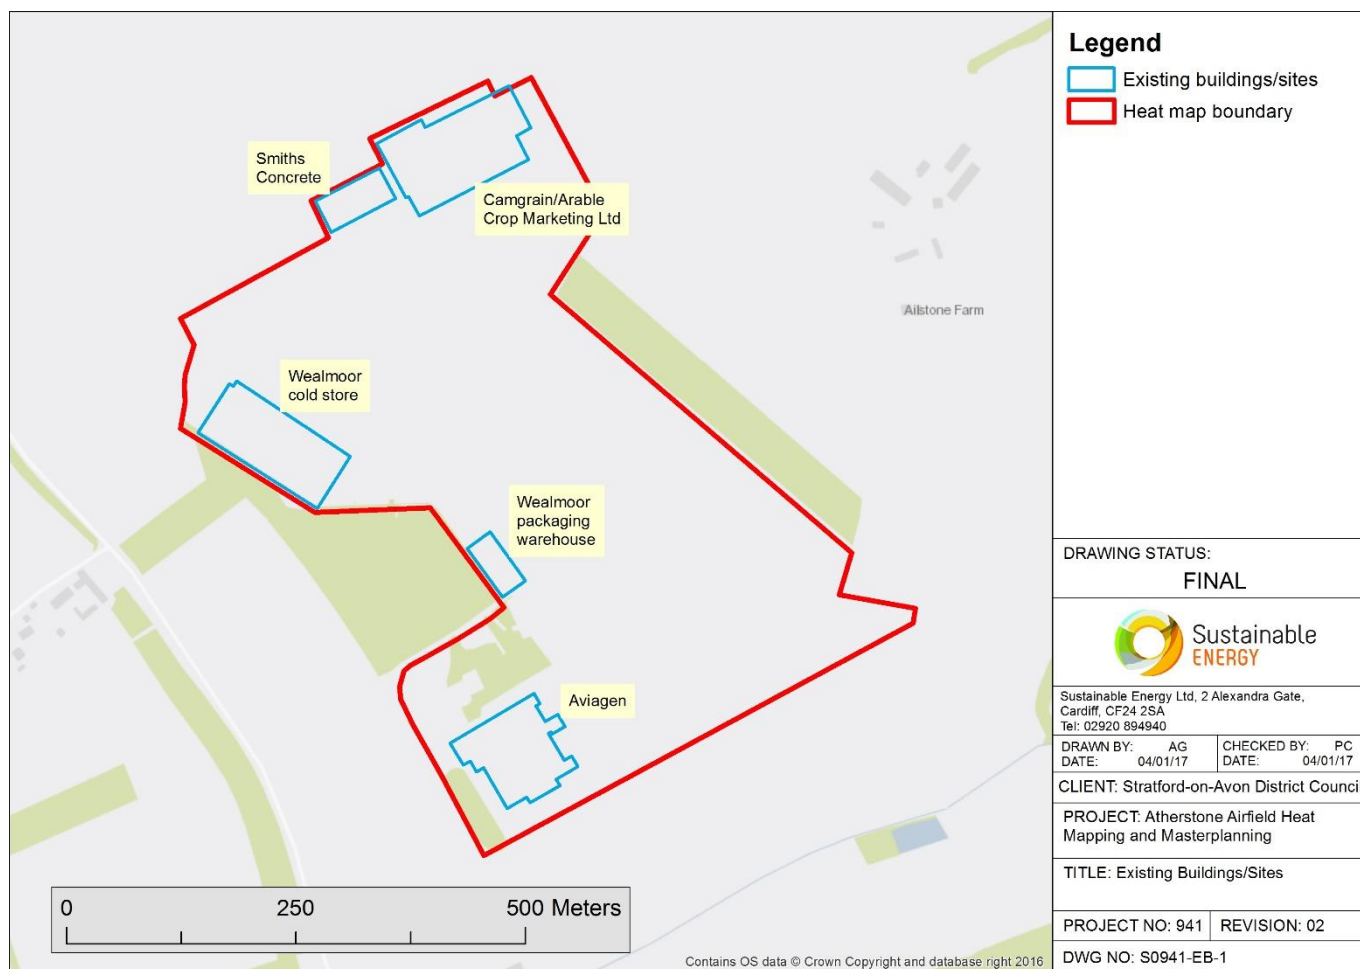 Smiths
Concrete
Camgrain/Arable
Crop Marketing Ltd
Ailstone Farm
Wealmoor
cold store
Wealmoor
packaging
warehouse
Aviagen
0 250 500 Meters
Contains OS data © Crown Copyright and database right 2016
Legend
Existing buildings/sites
Heat map boundary
DRAWING STATUS:
FINAL
Sustainable
ENERGY
Sustainable Energy Ltd, 2 Alexandra Gate,
Cardiff, CF24 2SA
Tel: 02920 894940
DRAWN BY: AG
DATE: 04/01/17
CHECKED BY: PC
DATE: 04/01/17
CLIENT: Stratford-on-Avon District Council
PROJECT: Atherstone Airfield Heat
Mapping and Masterplanning
TITLE: Existing Buildings/Sites
PROJECT NO: 941
REVISION: 02
DWG NO: S0941-EB-1